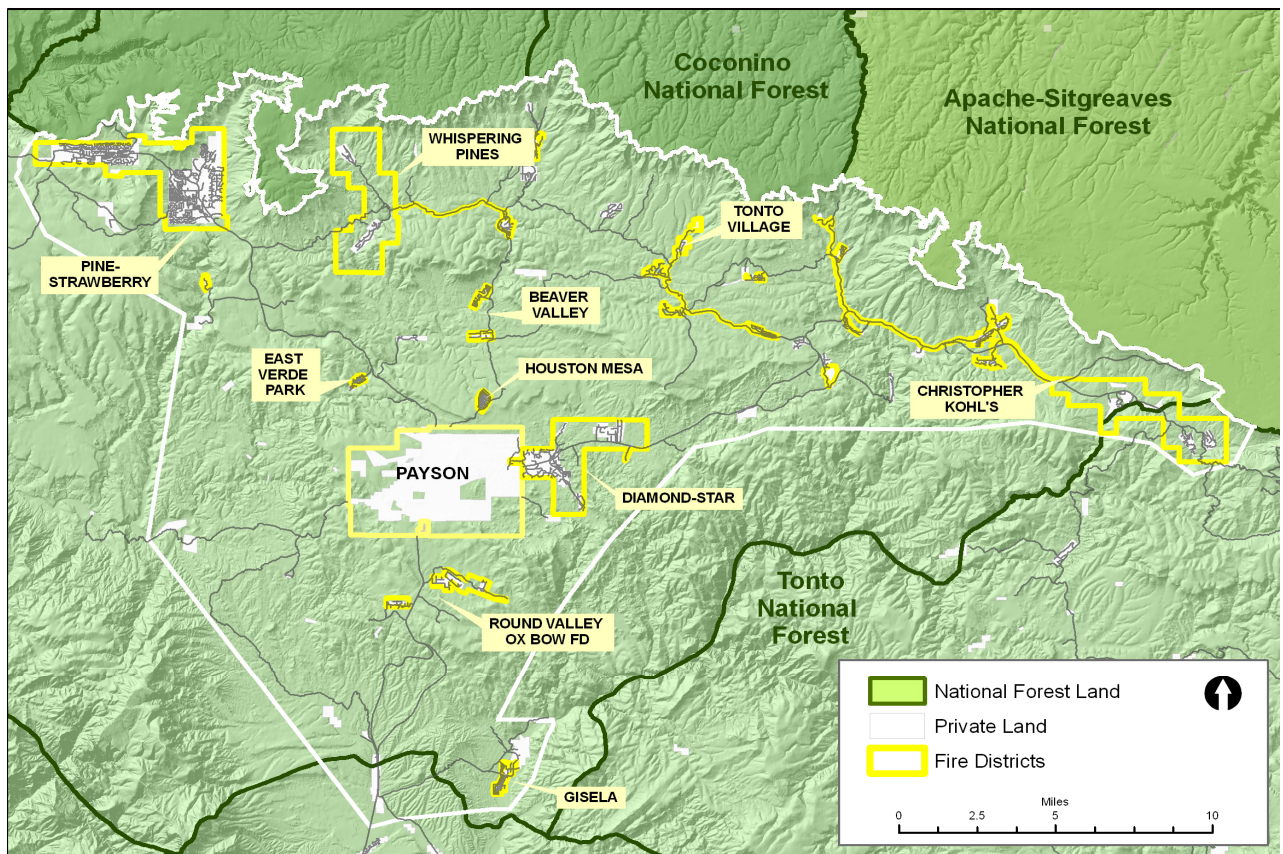 Coconino
National Forest
Apache-Sitgreaves
National Forest
WHISPERING
PINES
TONTO
VILLAGE
PINE-
STRAWBERRY
BEAVER
VALLEY
EAST
VERDE
PARK
HOUSTON MESA
CHRISTOPHER
KOHL'S
PAYSON
DIAMOND-STAR
Tonto
National
Forest
ROUND VALLEY
OX BOW FD
GISELA
National Forest Land
Private Land
Fire Districts
Miles
0 2.5 5 10